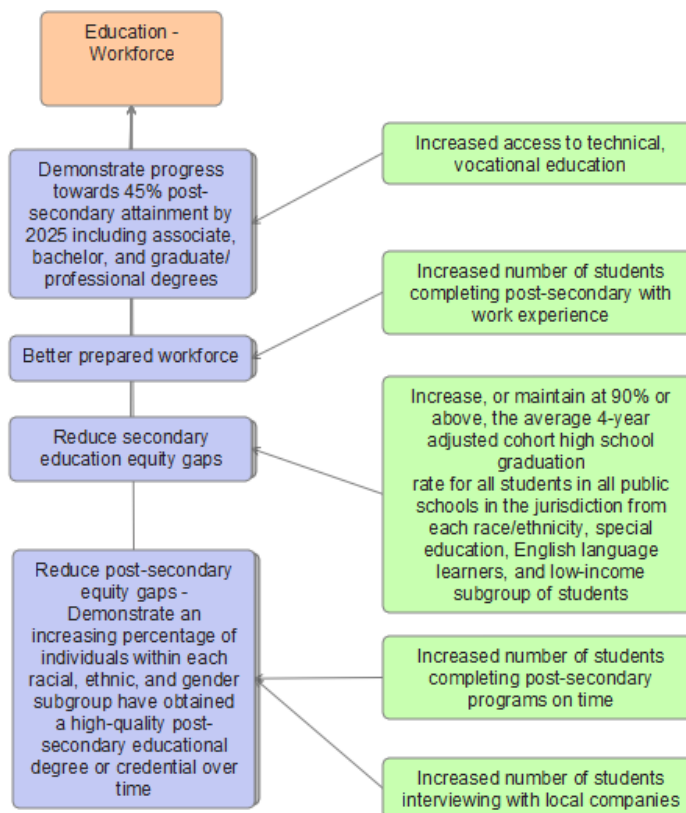 Education -
Workforce
Demonstrate progress
towards 45% post-
secondary attainment by
2025 including associate,
bachelor, and graduate/
professional degrees
Better prepared workforce
Reduce secondary
education equity gaps
Reduce post-secondary
equity gaps -
Demonstrate an
increasing percentage of
individuals within each
racial, ethnic, and gender
subgroup have obtained
a high-quality post-
secondary educational
degree or credential over
time
Increased access to technical,
vocational education
Increased number of students
completing post-secondary with
work experience
Increase, or maintain at 90% or
above, the average 4-year
adjusted cohort high school
graduation
rate for all students in all public
schools in the jurisdiction from
each race/ethnicity, special
education, English language
learners, and low-income
subgroup of students
Increased number of students
completing post-secondary
programs on time
Increased number of students
interviewing with local companies